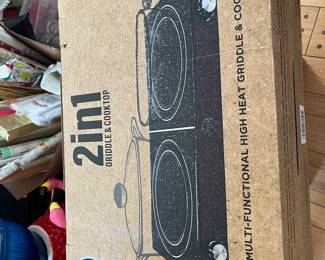 2in1
GRIDDLE & COOKTOP
MULTI-FUNCTIONAL HIGH HEAT GRIDDLE & COO